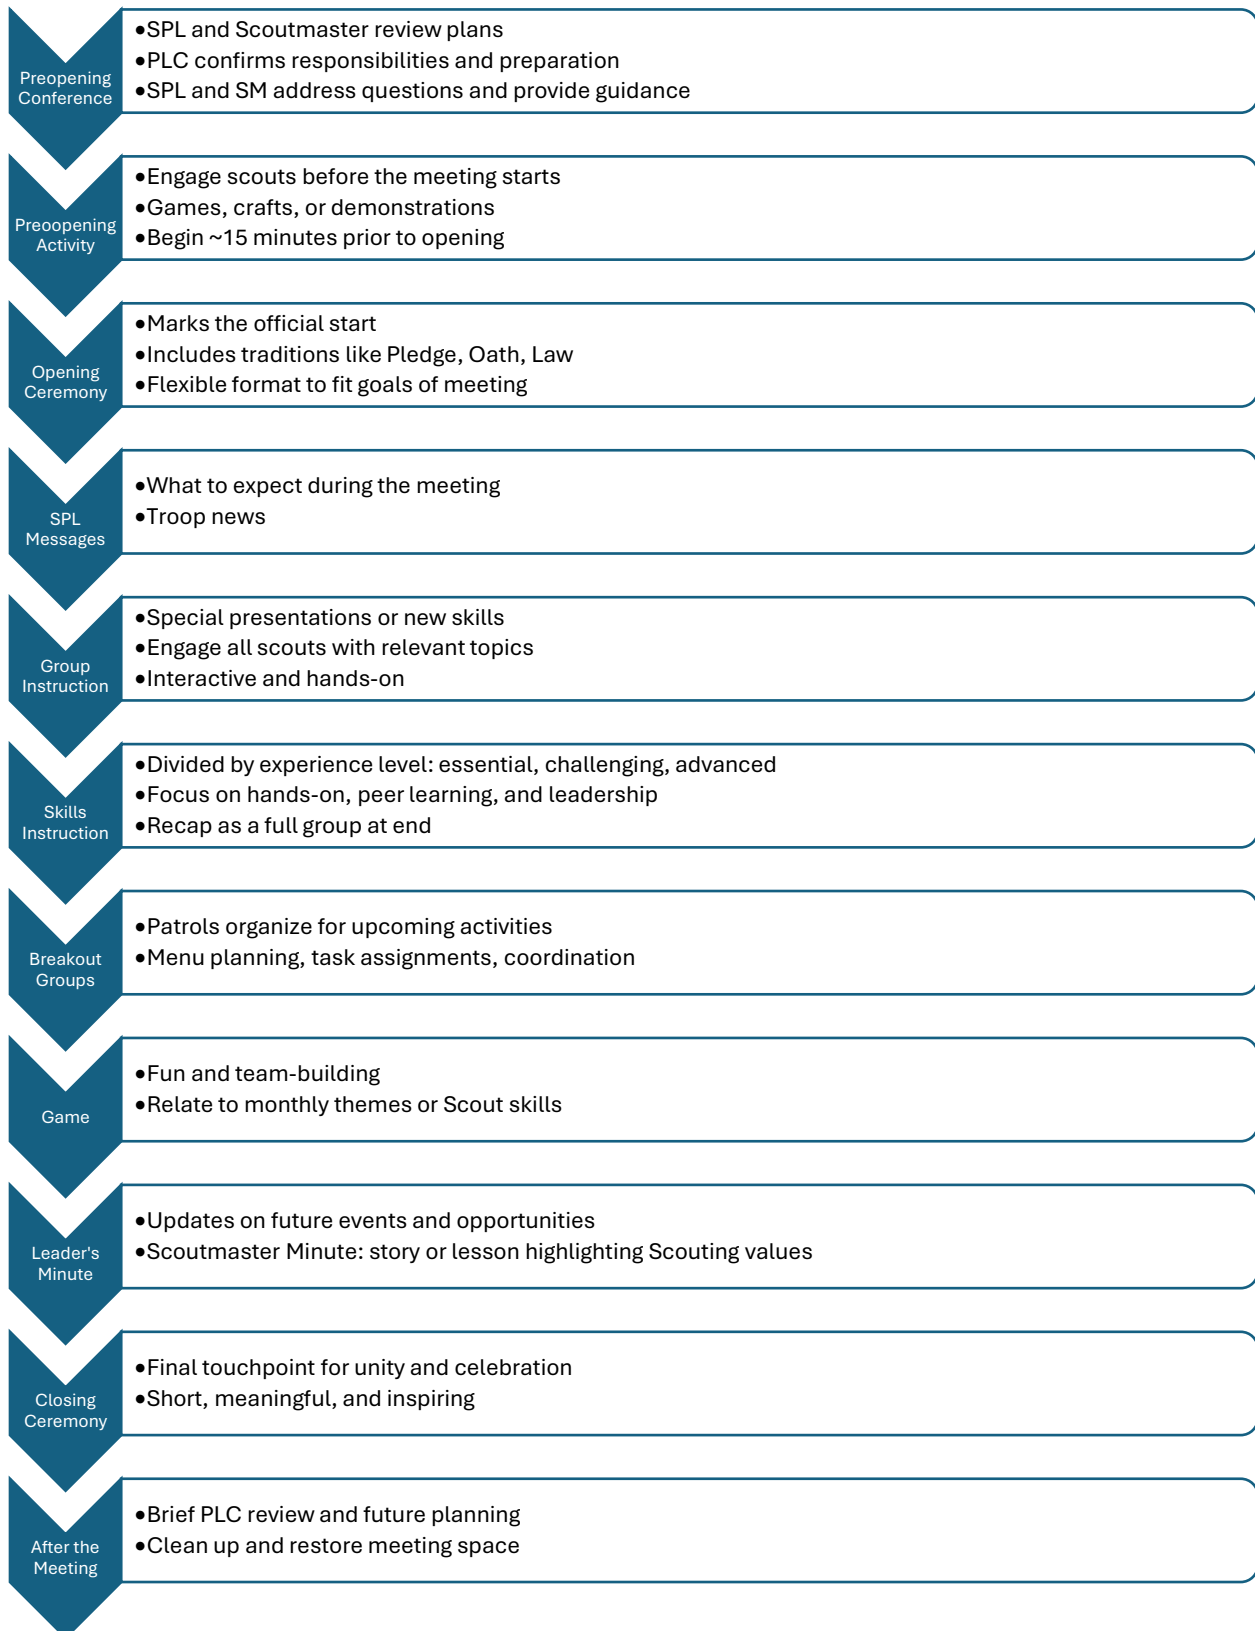 Preopening
Conference
•SPL and Scoutmaster review plans
•PLC confirms responsibilities and preparation
•SPL and SM address questions and provide guidance
Preoopening
Activity
•Engage scouts before the meeting starts
•Games, crafts, or demonstrations
•Begin ~15 minutes prior to opening
Opening
Ceremony
•Marks the official start
•Includes traditions like Pledge, Oath, Law
•Flexible format to fit goals of meeting
SPL
Messages
•What to expect during the meeting
•Troop news
Group
Instruction
•Special presentations or new skills
•Engage all scouts with relevant topics
•Interactive and hands-on
Skills
Instruction
•Divided by experience level: essential, challenging, advanced
•Focus on hands-on, peer learning, and leadership
•Recap as a full group at end
Breakout
Groups
•Patrols organize for upcoming activities
•Menu planning, task assignments, coordination
Game
•Fun and team-building
•Relate to monthly themes or Scout skills
Leader's
Minute
•Updates on future events and opportunities
•Scoutmaster Minute: story or lesson highlighting Scouting values
Closing
Ceremony
•Final touchpoint for unity and celebration
•Short, meaningful, and inspiring
After the
Meeting
•Brief PLC review and future planning
•Clean up and restore meeting space